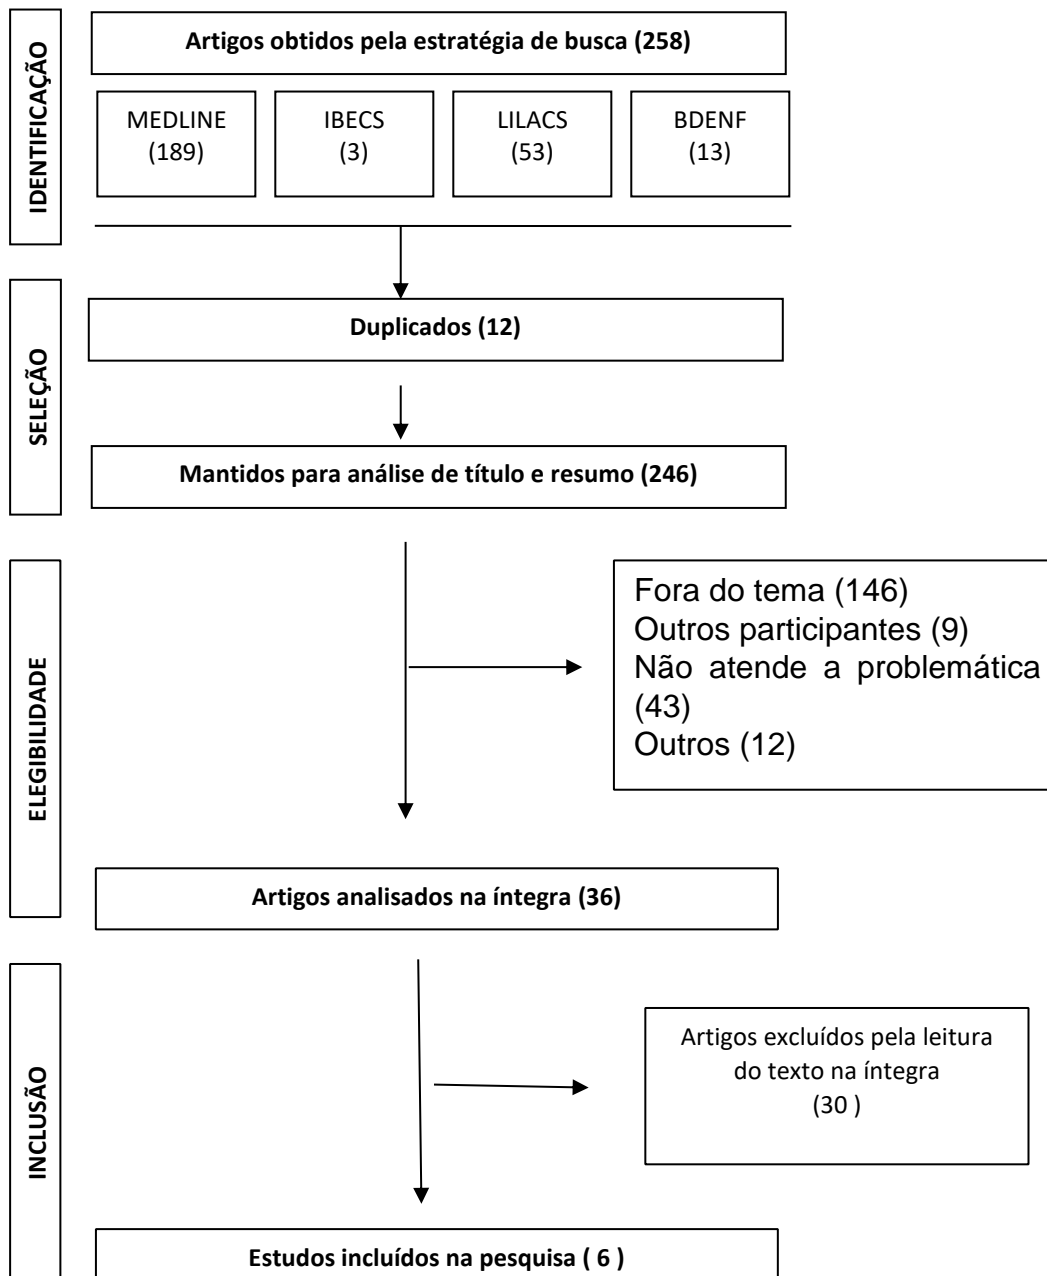 IDENTIFICAÇÃO
Artigos obtidos pela estratégia de busca (258)
MEDLINE
(189)
IBECS
(3)
LILACS
(53)
BDENF
(13)
SELEÇÃO
Duplicados (12)
Mantidos para análise de título e resumo (246)
ELEGIBILIDADE
Fora do tema (146)
Outros participantes (9)
Não atende a problemática
(43)
Outros (12)
Artigos analisados na íntegra (36)
INCLUSÃO
Artigos excluídos pela leitura
do texto na íntegra
(30 )
Estudos incluídos na pesquisa ( 6 )